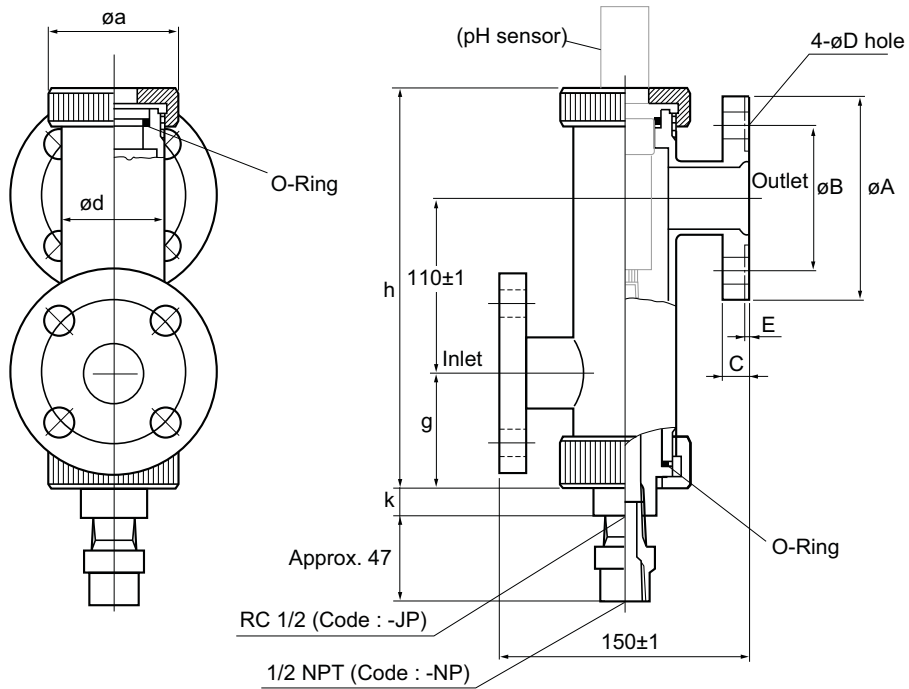 øa
(pH sensor)
4-øD hole
O-Ring
Outlet
øB
øA
ød
110±1
h
E
Inlet
C
g
k
O-Ring
Approx. 47
RC 1/2 (Code : -JP)
150±1
1/2 NPT (Code : -NP)